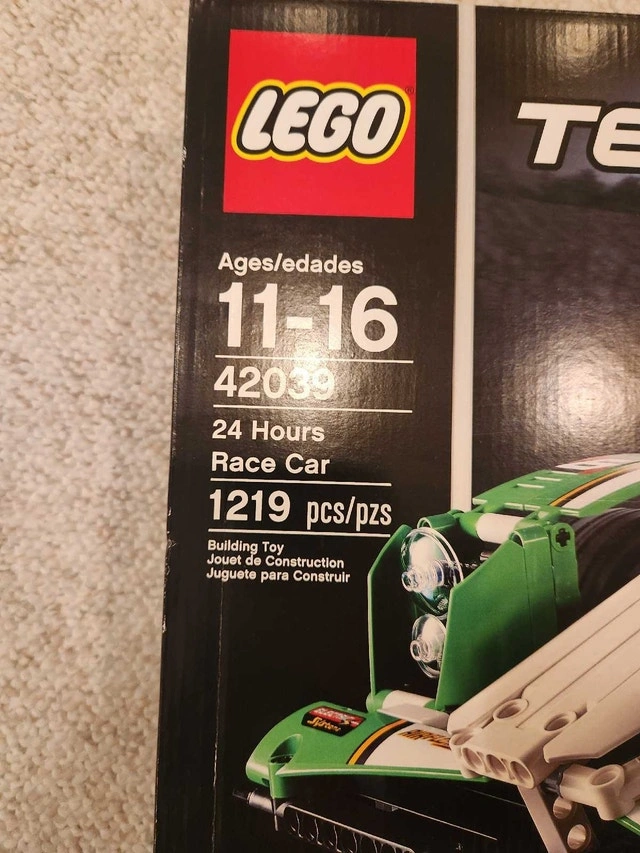 LEGO
TE
Ages/edades
11-16
42039
24 Hours
Race Car
1219 pcs/pzs
Building Toy
Jouet de Construction
Juguete para Construir
System